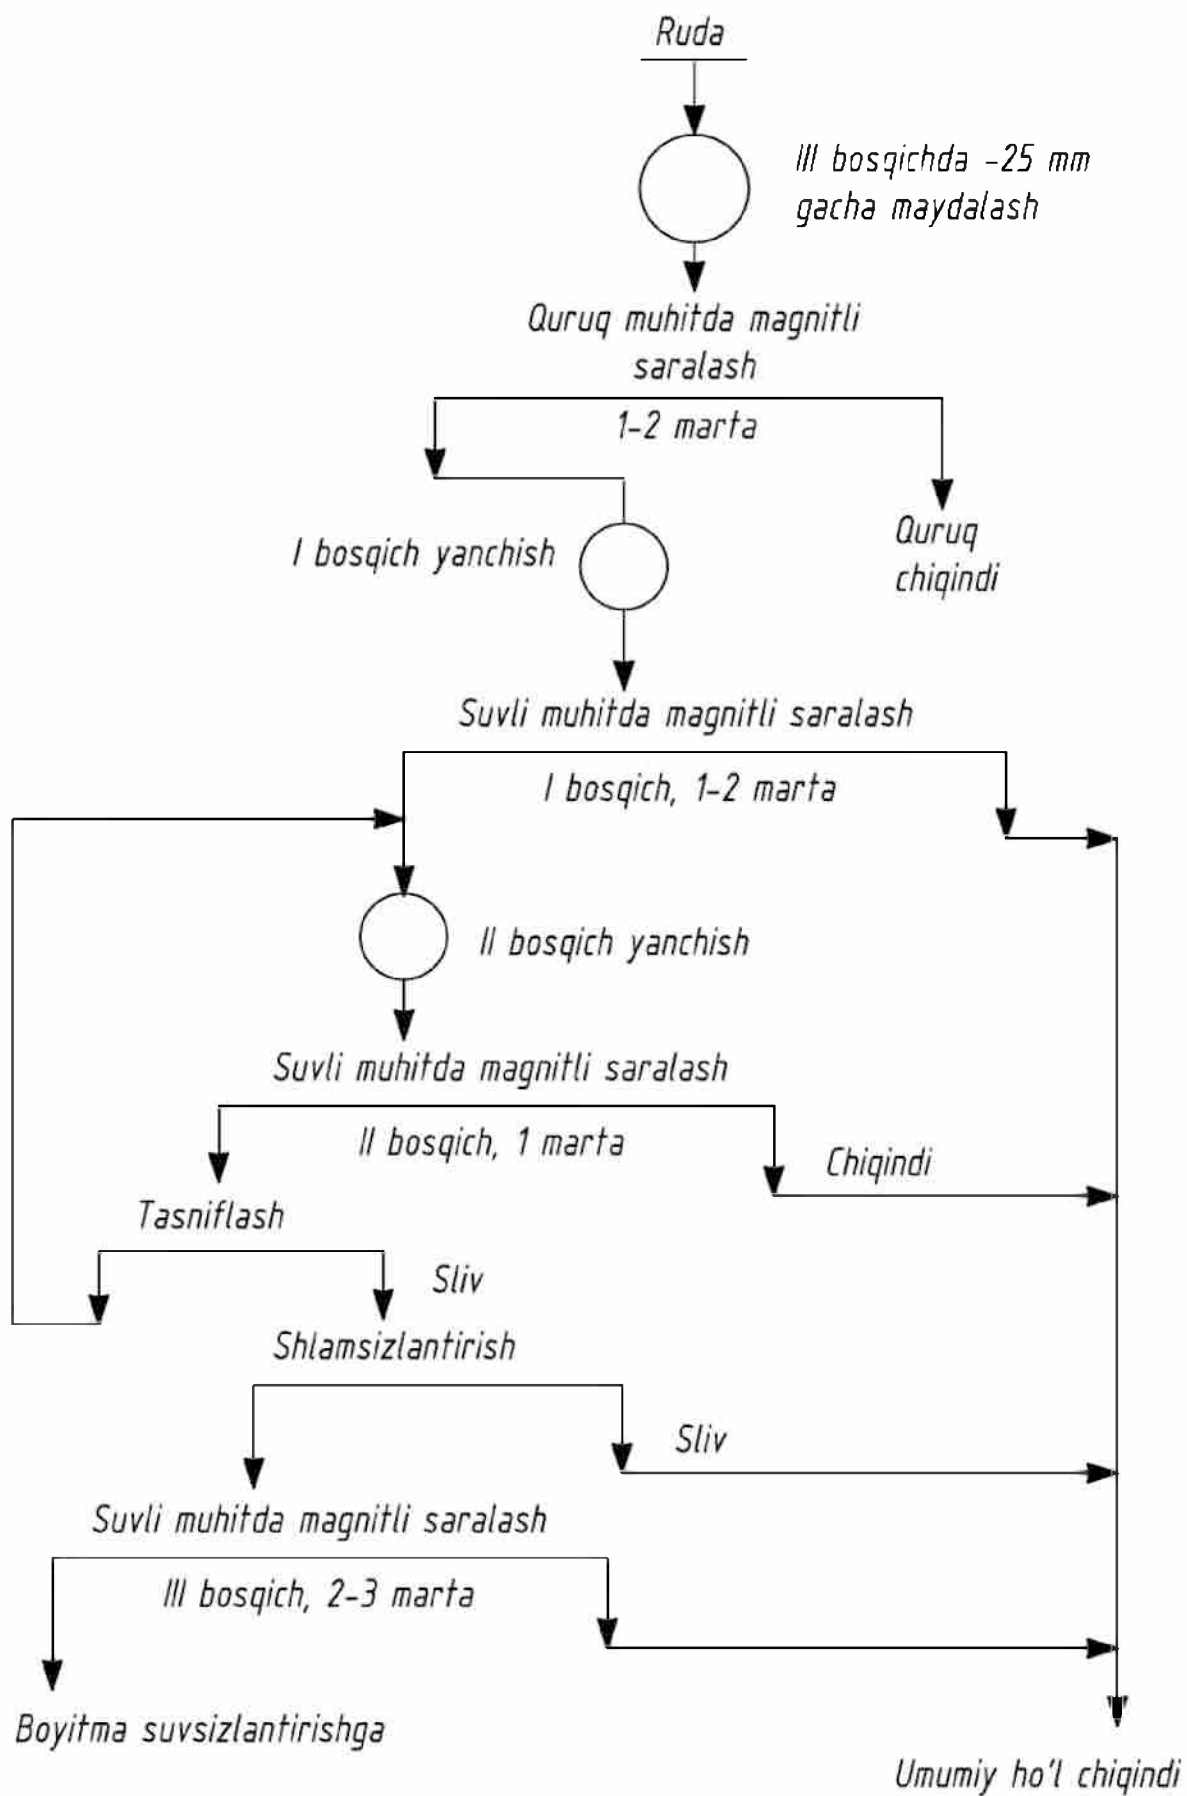 Ruda
III bosqichda -25 mm
gacha maydalash
Quruq muhitda magnitli
saralash
1-2 marta
I bosqich yanchish
Quruq
chiqindi
Suvli muhitda magnitli saralash
I bosqich, 1-2 marta
II bosqich yanchish
Suvli muhitda magnitli saralash
II bosqich, 1 marta
Chiqindi
Tasniflash
Sliv
Shlamsizlantirish
Sliv
Suvli muhitda magnitli saralash
III bosqich, 2-3 marta
Boyitma suvsizlantirishga
Umumiy ho'l chiqindi